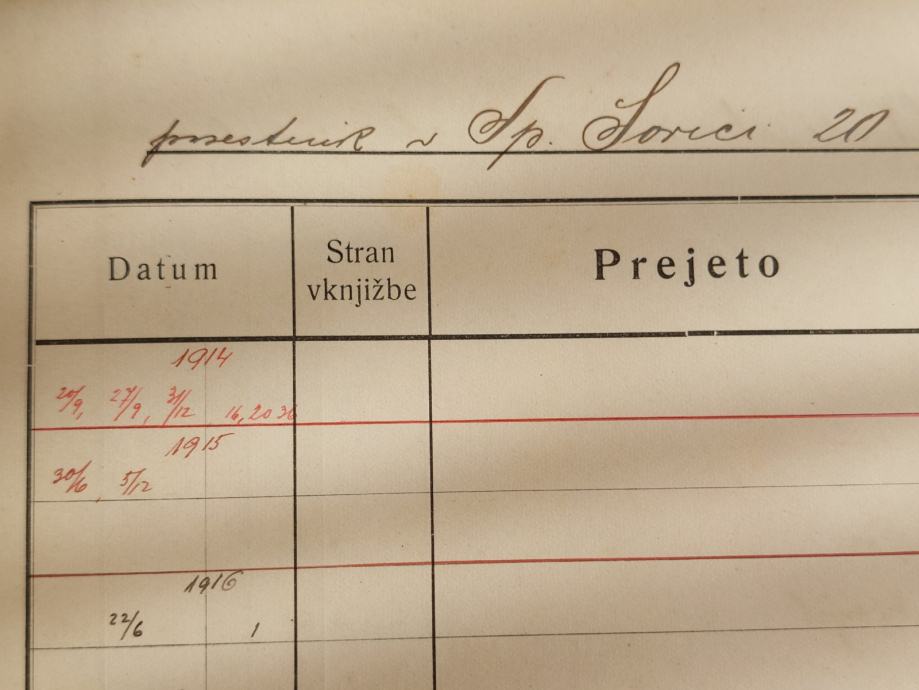 posestnik v Sp. Sorici 20
Datum
Stran
vknjižbe
Prejeto
1914
20/9, 27/9, 31/12 16, 20 36
1915
30/6, 5/12
1916
22/6 1